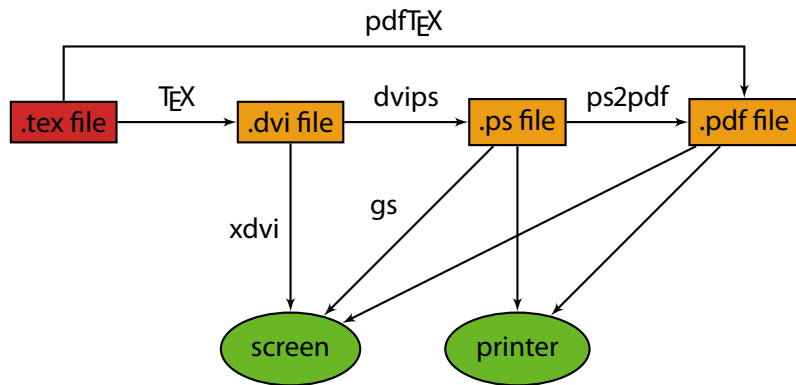 pdfTEX
TEX
dvips
ps2pdf
.tex file
.dvi file
.ps file
.pdf file
xdvi
gs
screen
printer